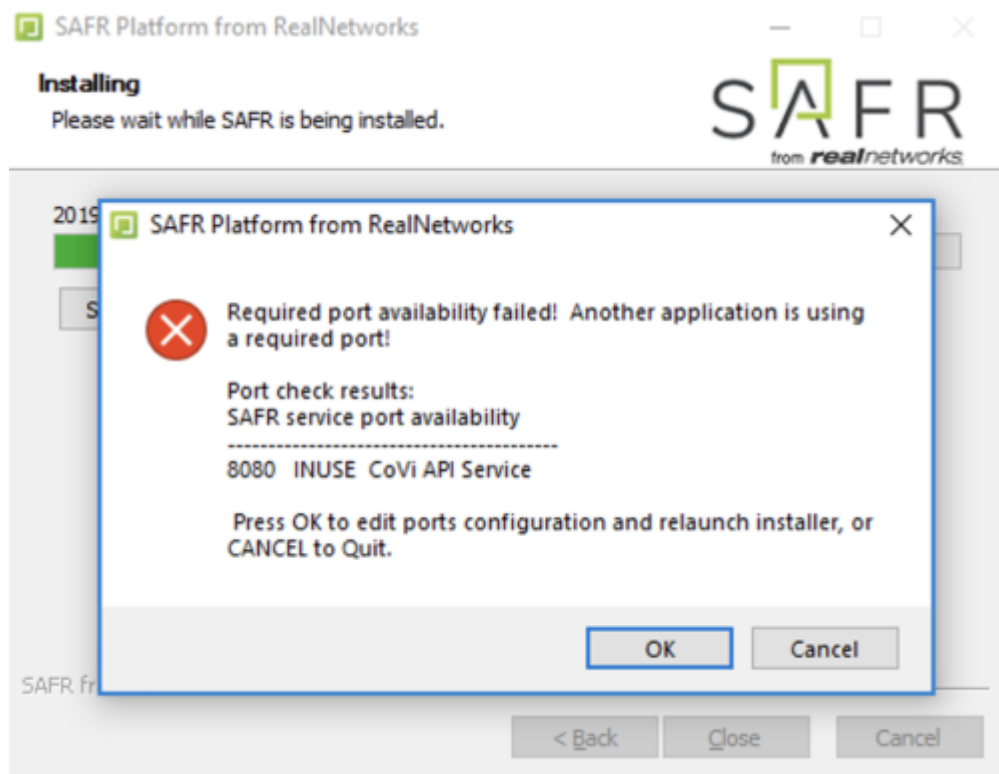 SAFR Platform from RealNetworks
Installing
Please wait while SAFR is being installed.
SAFR
from realnetworks
2019
SAFR Platform from RealNetworks
Required port availability failed! Another application is using
a required port!
Port check results:
SAFR service port availability
-----------------------------------------
8080 INUSE CoVi API Service
Press OK to edit ports configuration and relaunch installer, or
CANCEL to Quit.
OK Cancel
SAFR fr
< Back Close Cancel